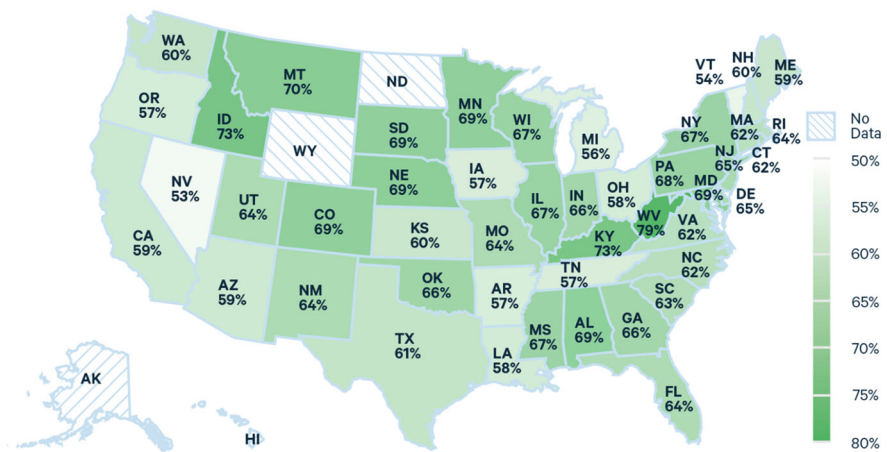 WA
60%
OR
57%
CA
59%
NV
53%
ID
73%
MT
70%
WY
UT
64%
AZ
59%
CO
69%
NM
64%
ND
SD
69%
NE
69%
KS
60%
OK
66%
TX
61%
MN
69%
IA
57%
MO
64%
AR
57%
LA
58%
WI
67%
IL
67%
MI
56%
IN
66%
OH
58%
KY
73%
TN
57%
MS
67%
AL
69%
GA
66%
FL
64%
SC
63%
NC
62%
VA
62%
WV
79%
PA
68%
NY
67%
VT
54%
NH
60%
ME
59%
MA
62%
RI
64%
CT
62%
NJ
65%
MD
69%
DE
65%
AK
HI
No
Data
50%
55%
60%
65%
70%
75%
80%